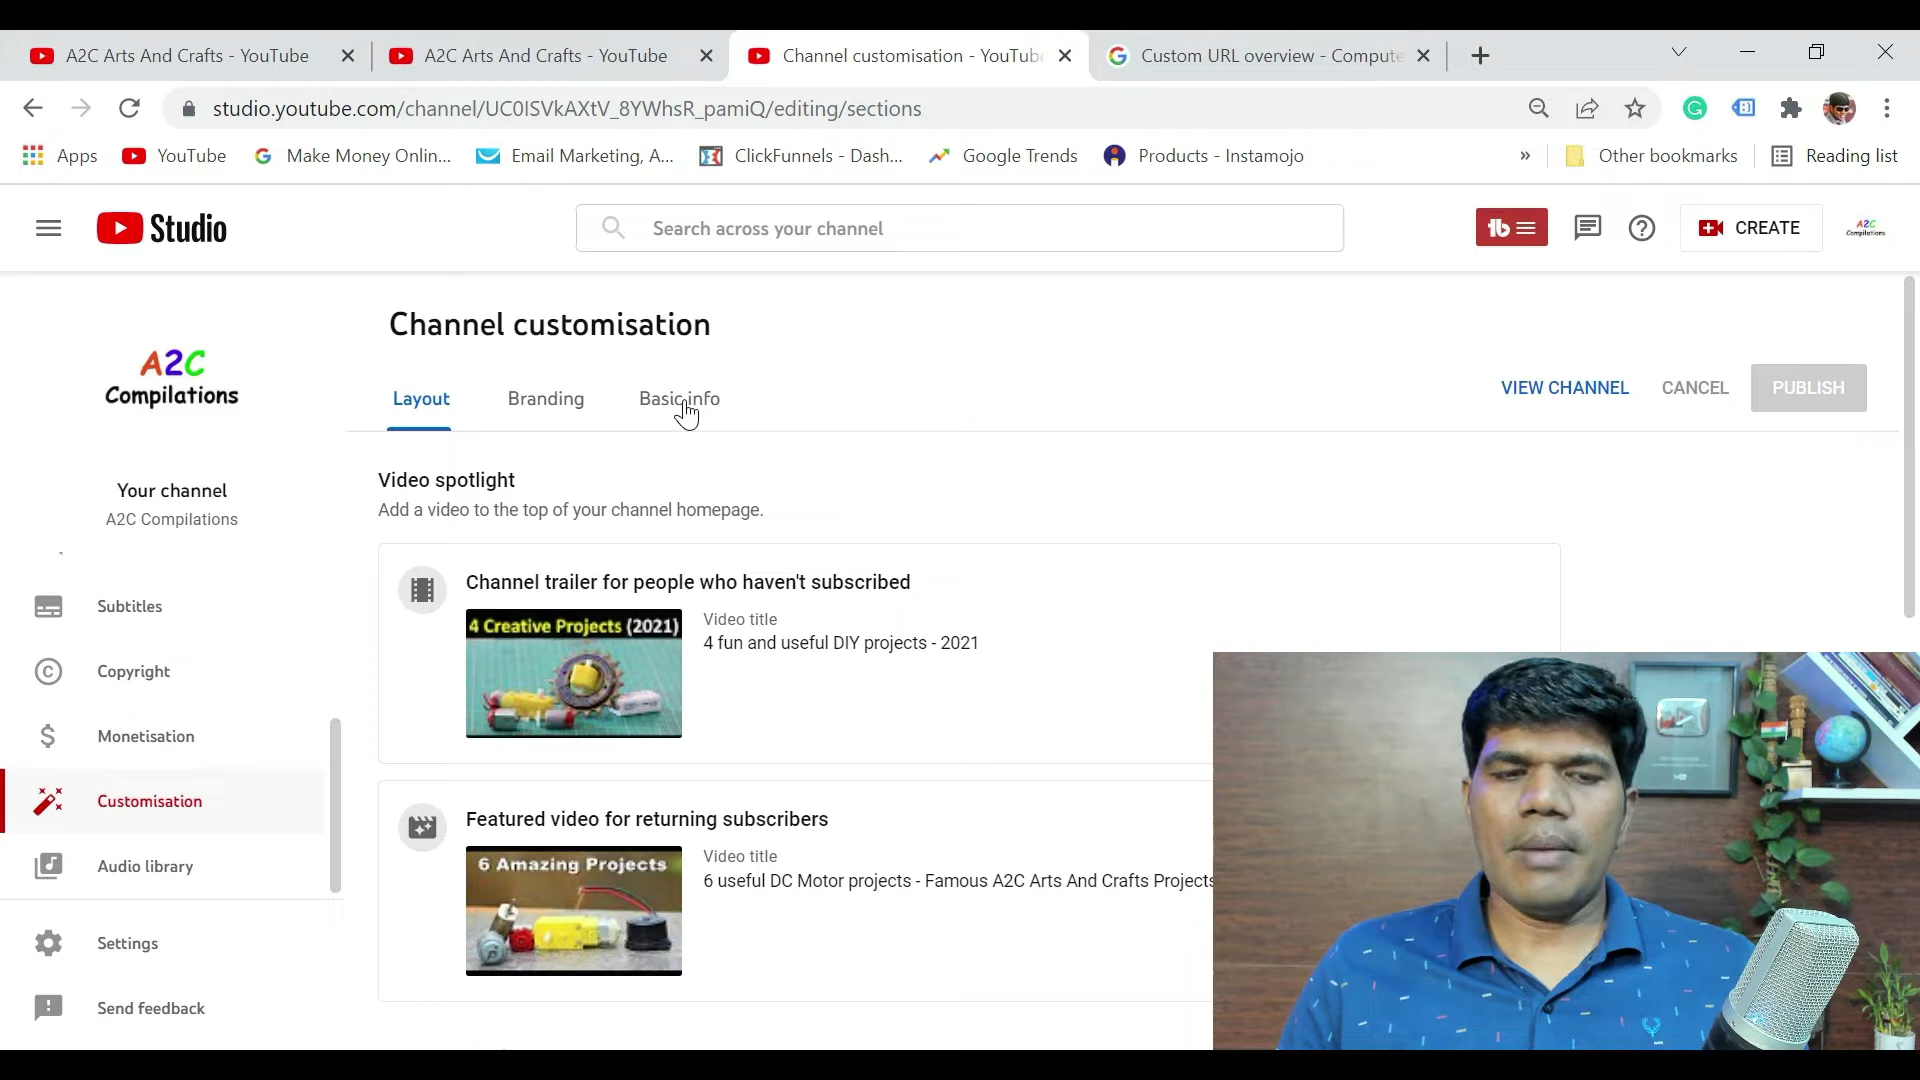 A2C Arts And Crafts - YouTube
A2C Arts And Crafts - YouTube
Channel customisation - YouTube
Custom URL overview - Compute
studio.youtube.com/channel/UC0ISVkAXtV_8YWhsR_pamiQ/editing/sections
Apps
YouTube
Make Money Onlin...
Email Marketing, A...
ClickFunnels - Dash...
Google Trends
Products - Instamojo
»
Other bookmarks
Reading list
Studio
Search across your channel
CREATE
A2C
Compilations
A2C
Compilations
Your channel
A2C Compilations
Subtitles
Copyright
Monetisation
Customisation
Audio library
Settings
Send feedback
Channel customisation
Layout
Branding
Basic info
VIEW CHANNEL
CANCEL
PUBLISH
Video spotlight
Add a video to the top of your channel homepage.
Channel trailer for people who haven't subscribed
4 Creative Projects (2021)
Video title
4 fun and useful DIY projects - 2021
Featured video for returning subscribers
6 Amazing Projects
Video title
6 useful DC Motor projects - Famous A2C Arts And Crafts Projects